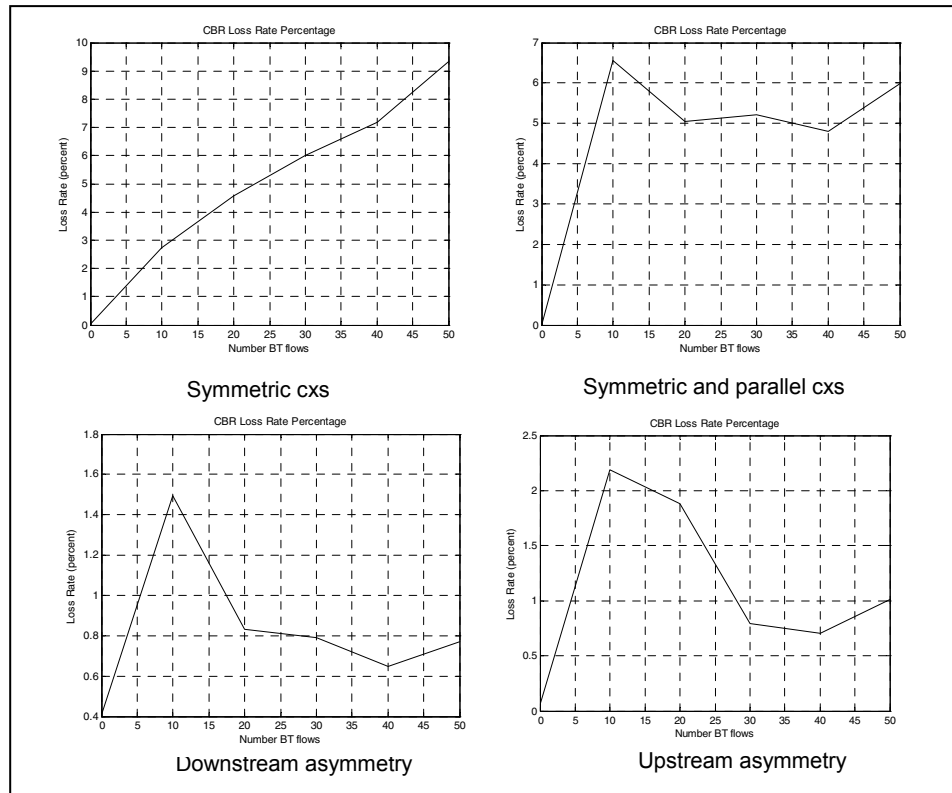 CBR Loss Rate Percentage
Loss Rate (percent)
10
9
8
7
6
5
4
3
2
1
0
0 5 10 15 20 25 30 35 40 45 50
Number BT flows
Symmetric cxs
CBR Loss Rate Percentage
Loss Rate (percent)
7
6
5
4
3
2
1
0
0 5 10 15 20 25 30 35 40 45 50
Number BT flows
Symmetric and parallel cxs
CBR Loss Rate Percentage
Loss Rate (percent)
1.8
1.6
1.4
1.2
1
0.8
0.6
0.4
0 5 10 15 20 25 30 35 40 45 50
Number BT flows
Downstream asymmetry
CBR Loss Rate Percentage
Loss Rate (percent)
2.5
2
1.5
1
0.5
0
0 5 10 15 20 25 30 35 40 45 50
Number BT flows
Upstream asymmetry